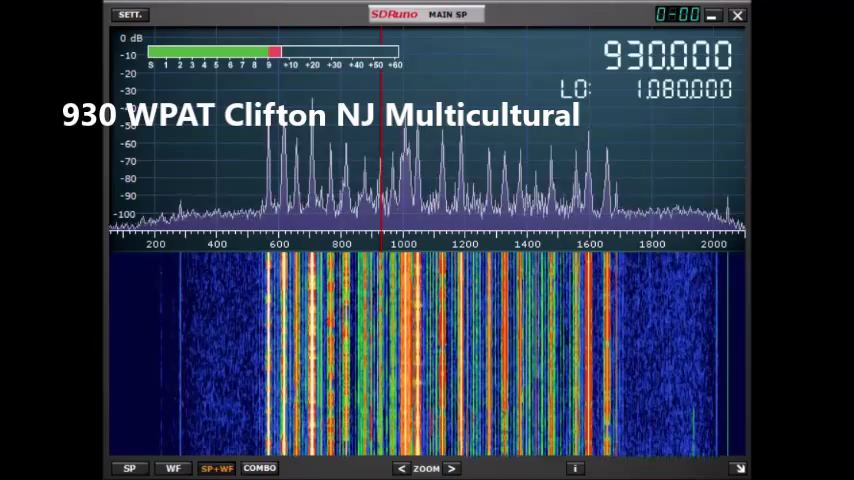 SETT.
SDRuno MAIN SP
0-00
0 dB
-10
-20
-30
-60
-70
-80
-90
-100
S 1 2 3 4 5 6 7 8 9 +10 +20 +30 +40 +50 +60
930.000
LO: 1,080,000
930 WPAT Clifton NJ Multicultural
200 400 600 800 1000 1200 1400 1600 1800 2000
SP WF SP+WF COMBO < ZOOM > i